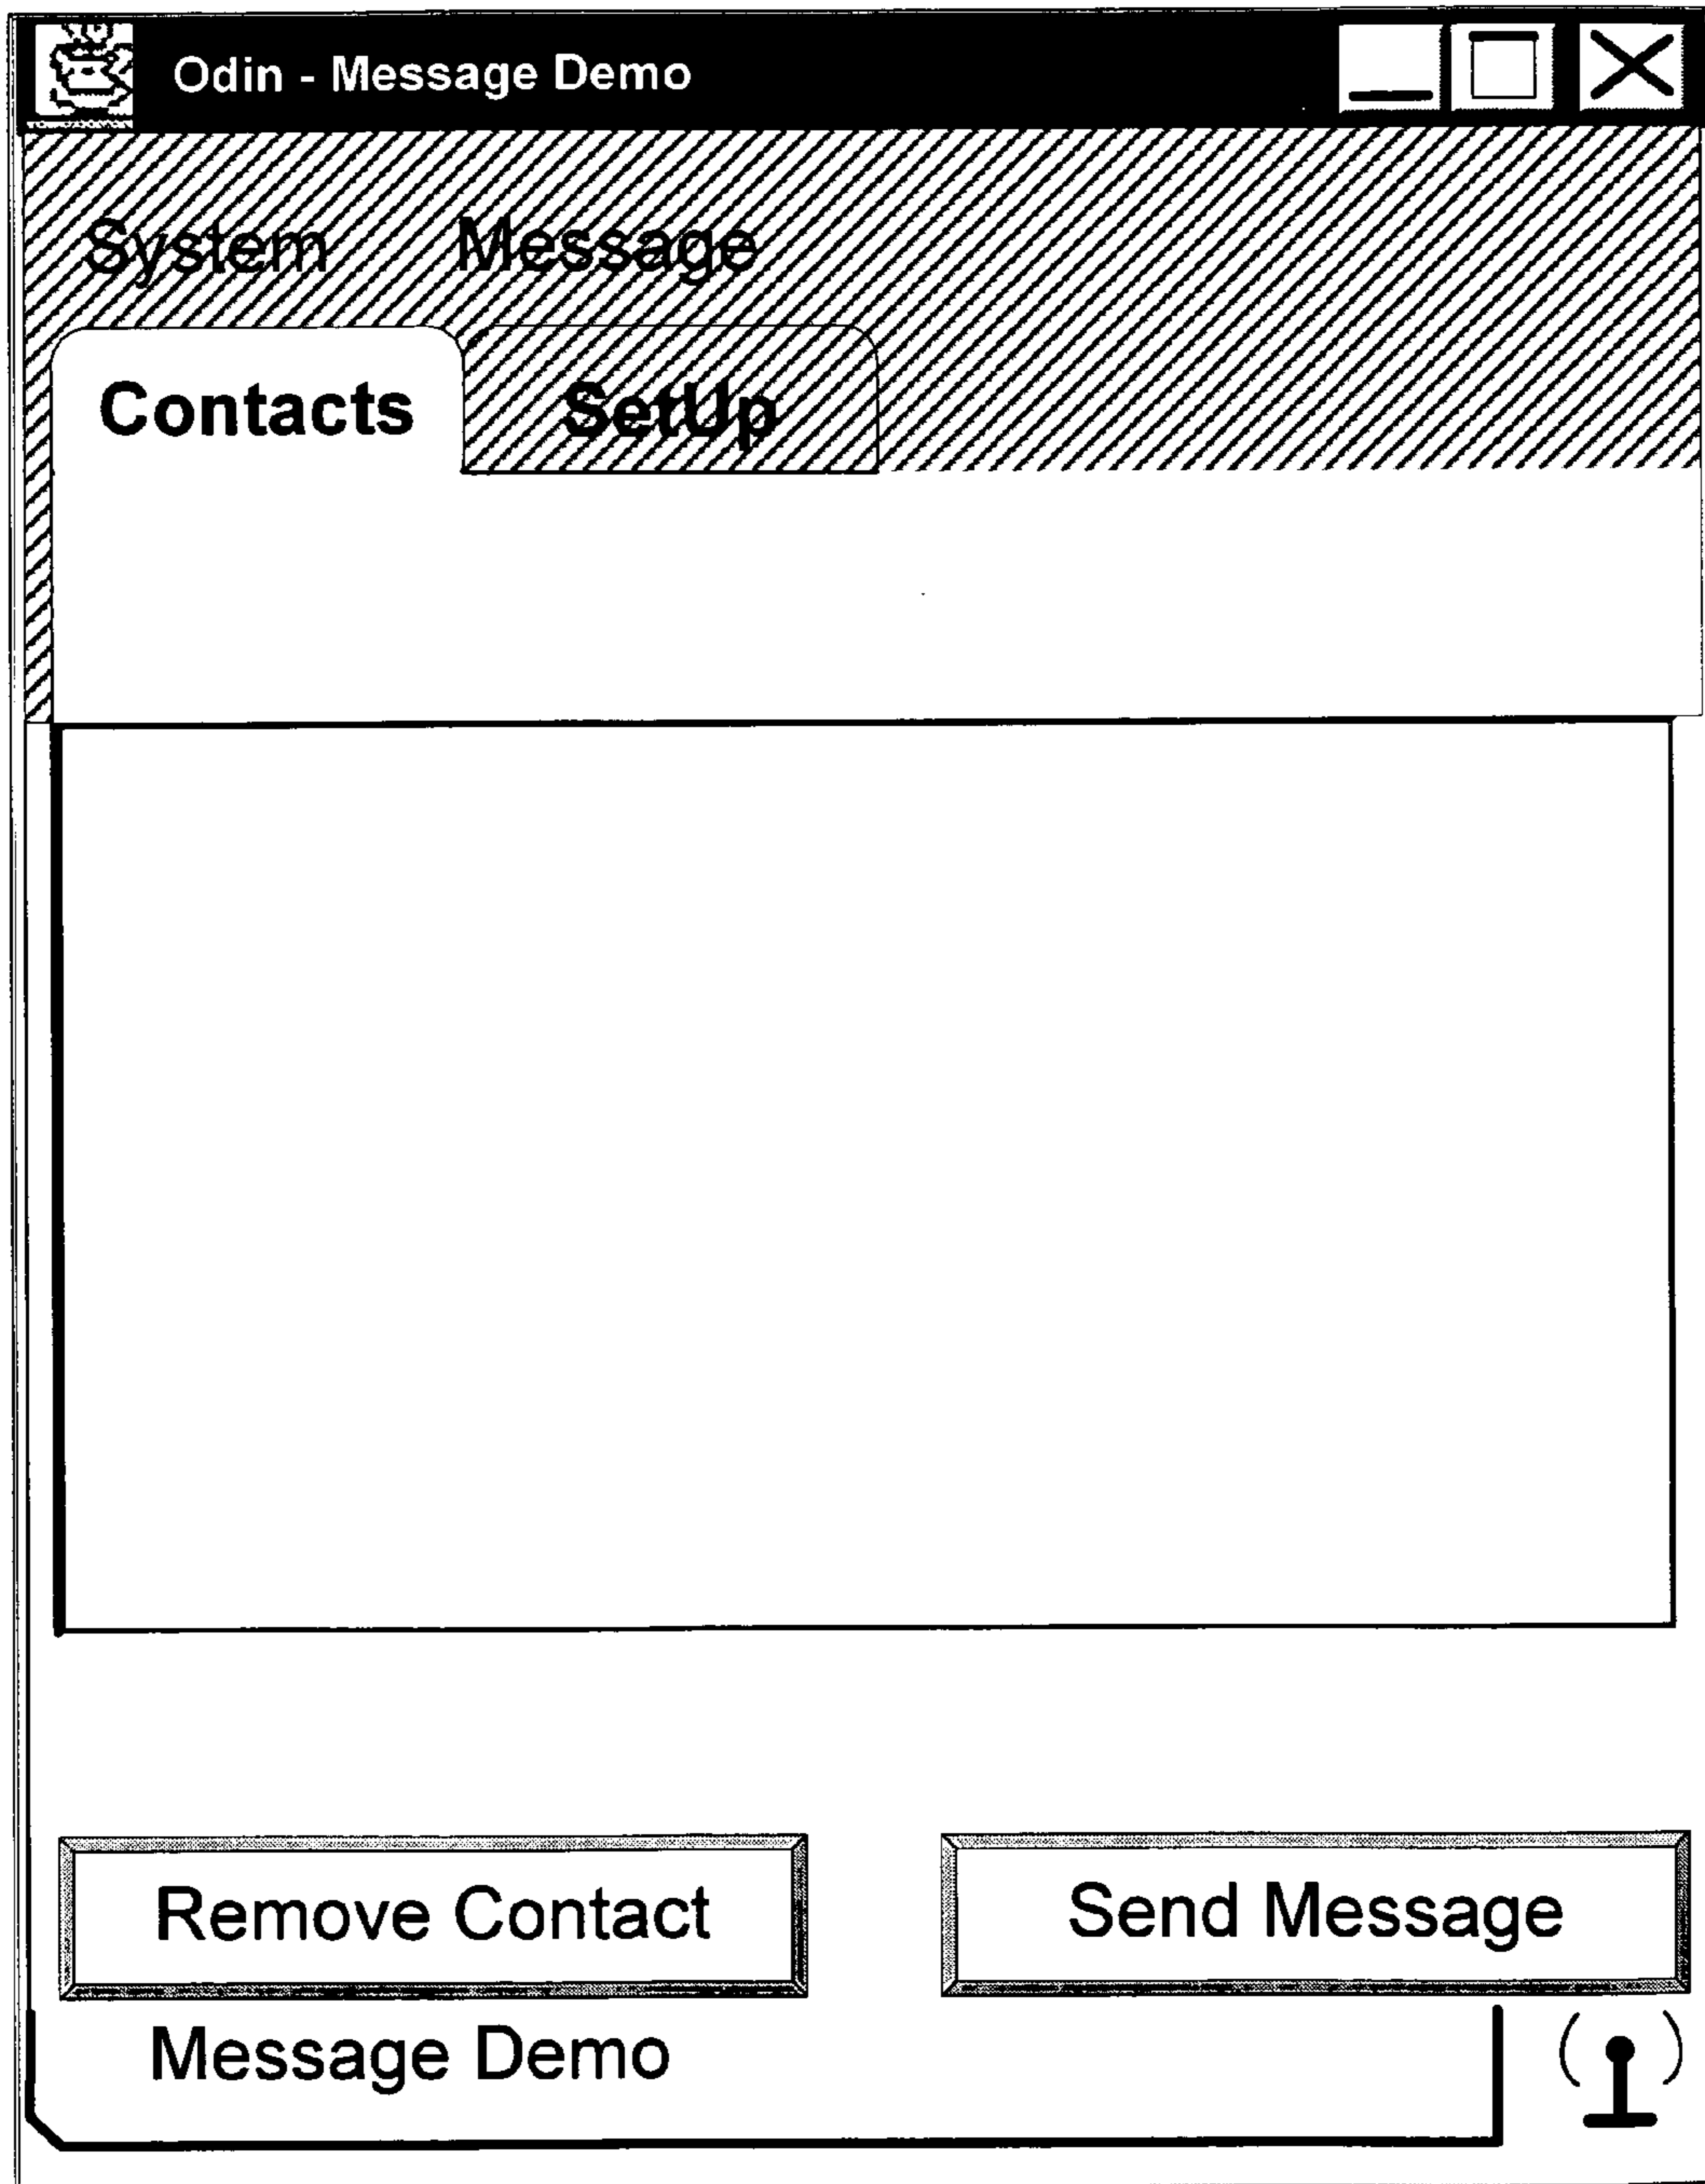 Odin - Message Demo
System Message
Contacts SetUp
Remove Contact Send Message
Message Demo